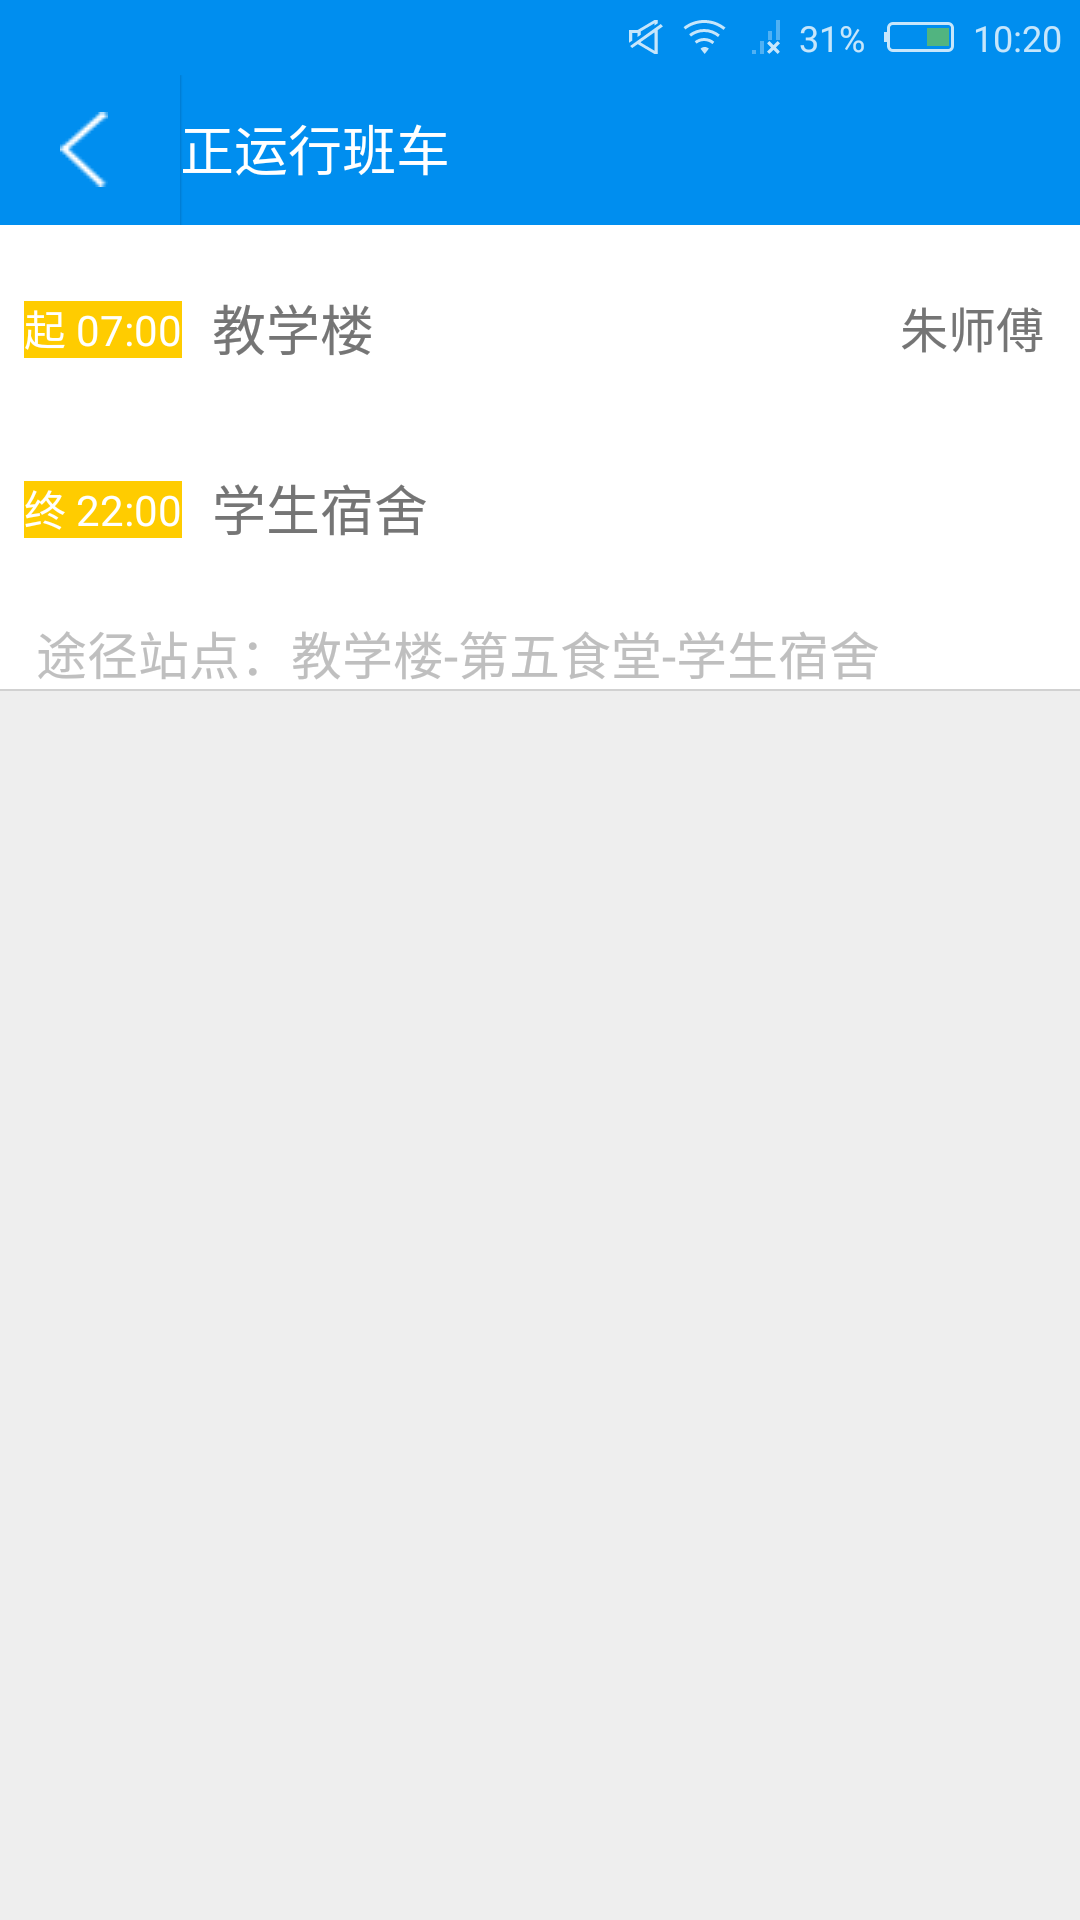 31% 10:20
正运行班车
起 07:00 教学楼 朱师傅
终 22:00 学生宿舍
途径站点：教学楼-第五食堂-学生宿舍